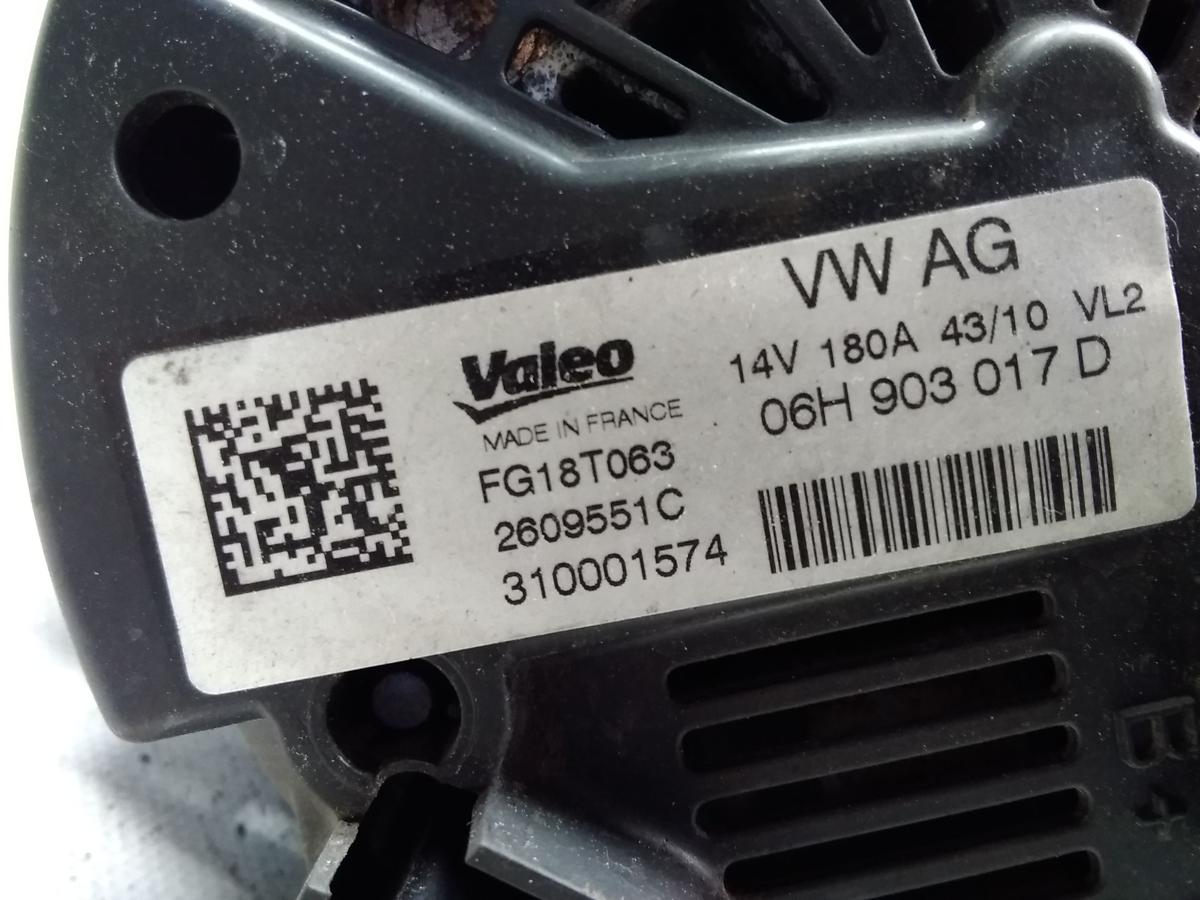 VW AG
14V 180A 43/10 VL2
06H 903 017 D
Valeo
MADE IN FRANCE
FG18T063
2609551C
310001574
B+